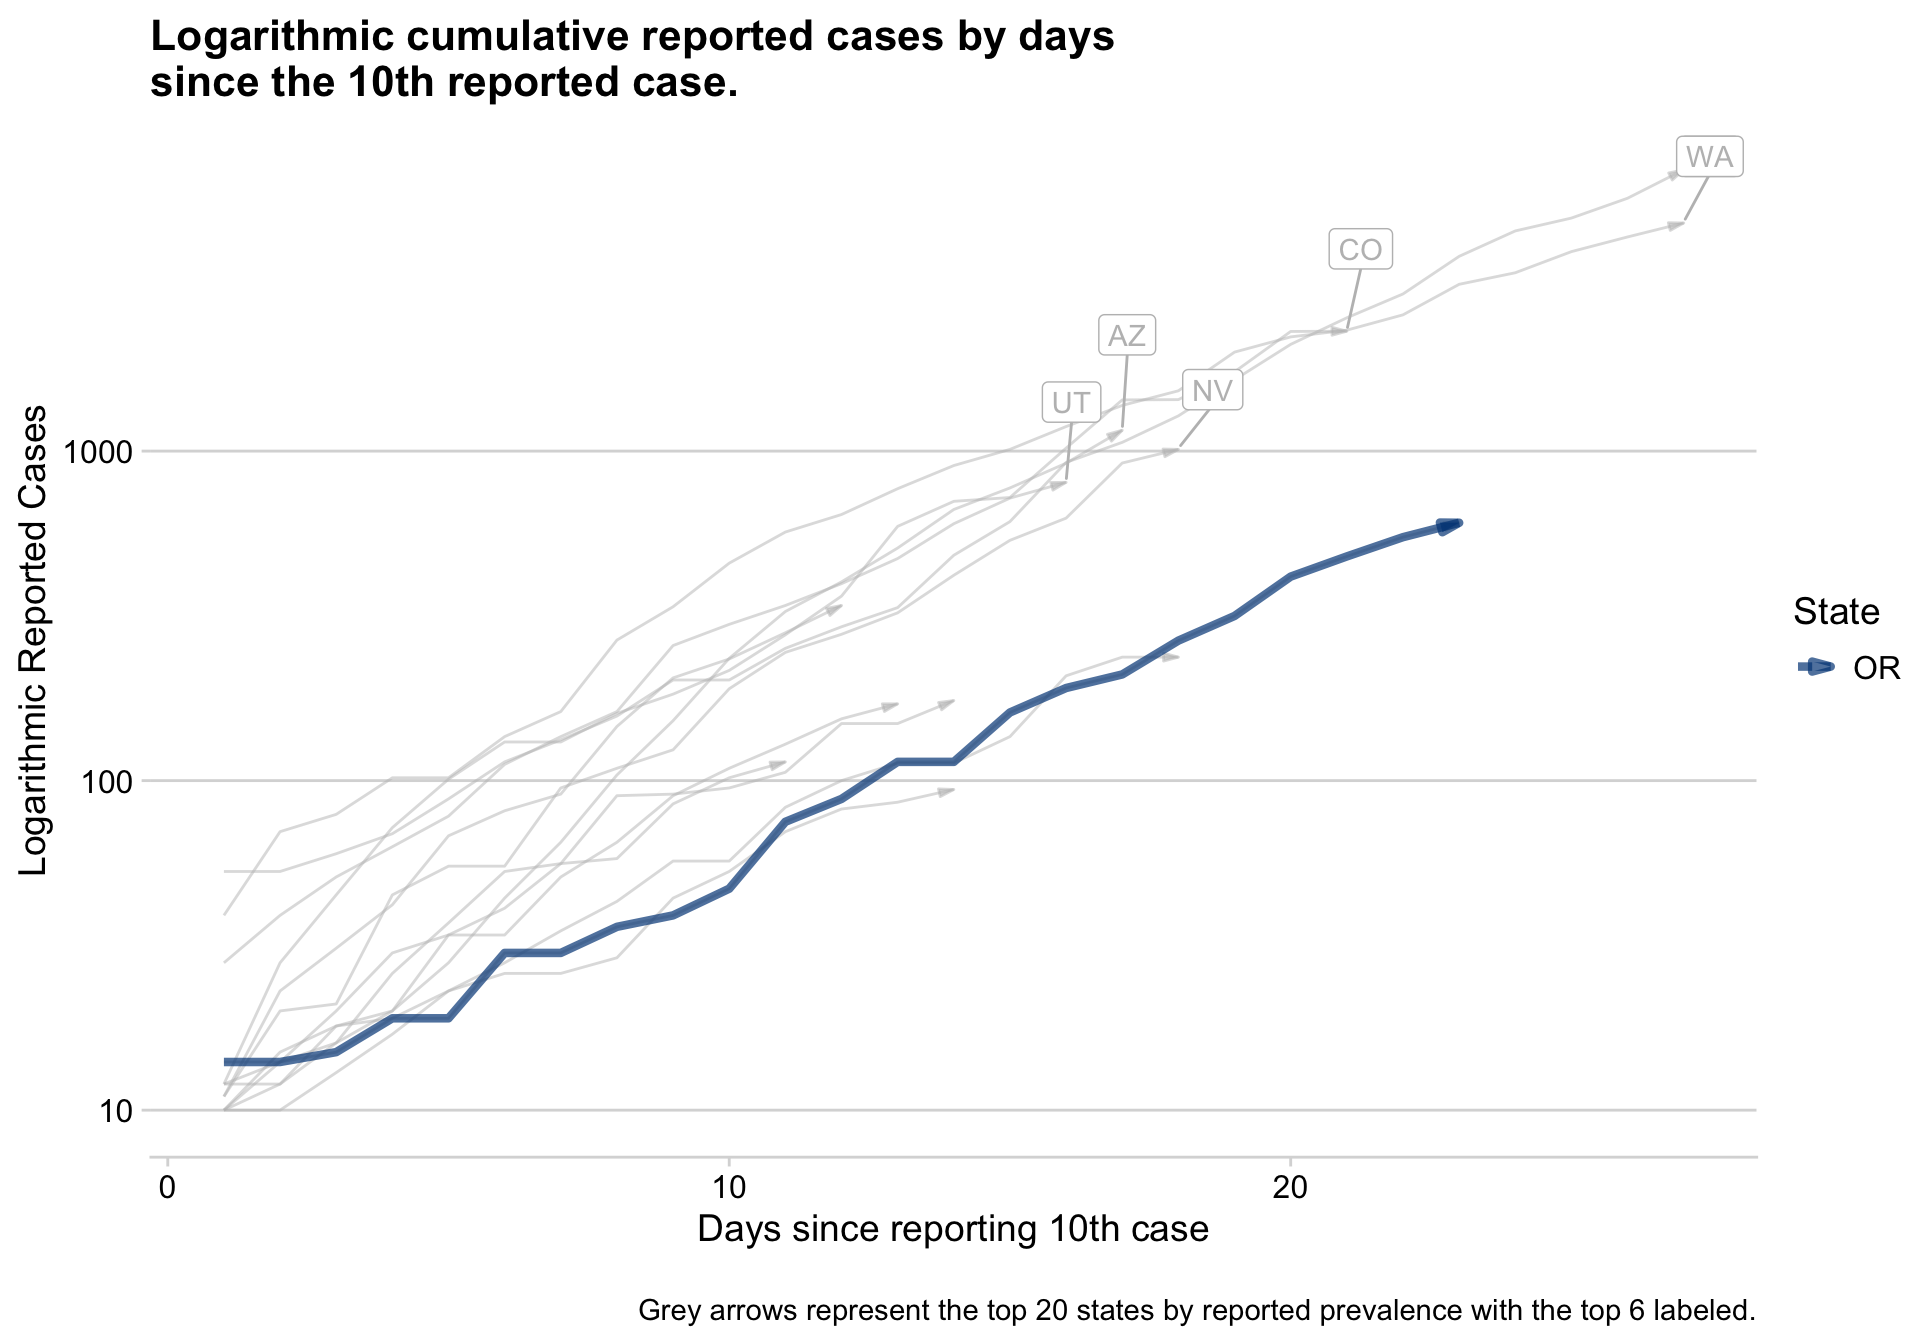 Logarithmic cumulative reported cases by days
since the 10th reported case.
WA
CO
AZ
NV
UT
Logarithmic Reported Cases
1000
100
10
State
OR
0 10 20
Days since reporting 10th case
Grey arrows represent the top 20 states by reported prevalence with the top 6 labeled.